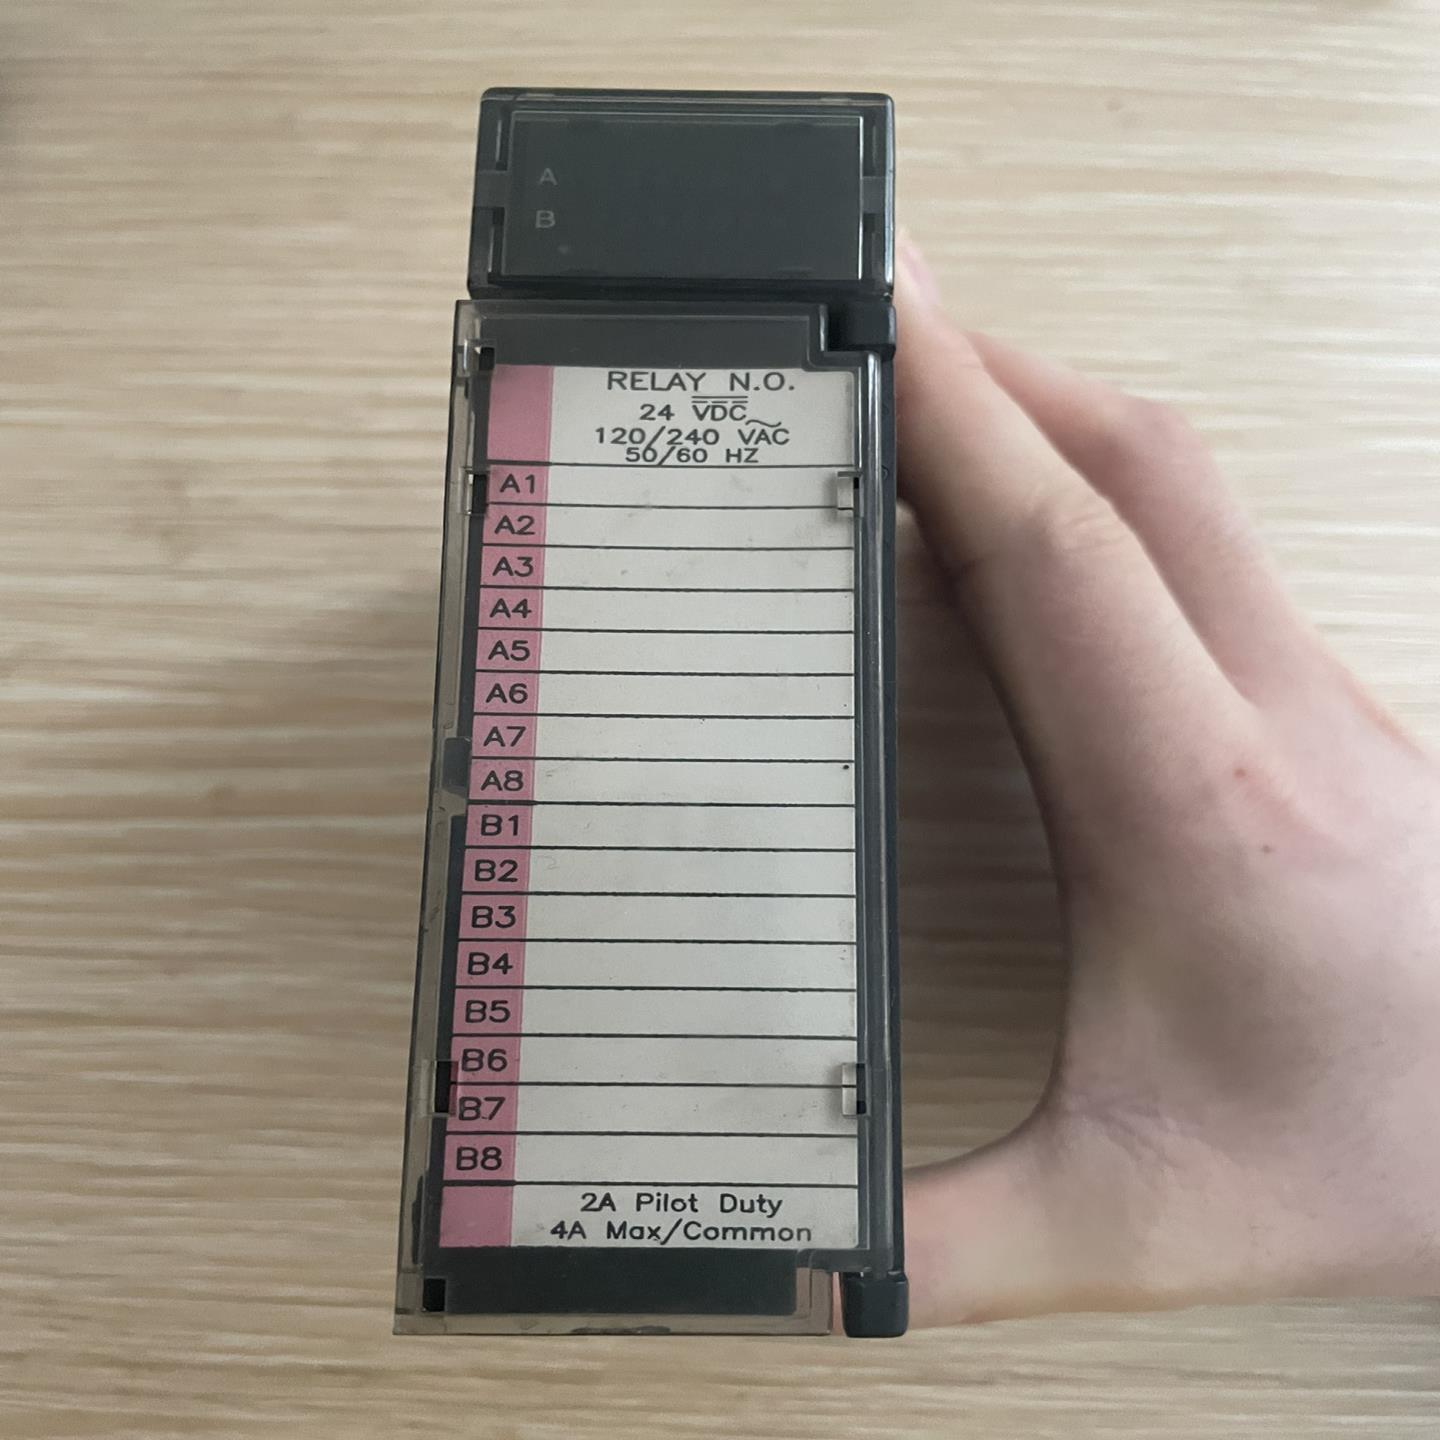 A
B
RELAY N.O.
24 VDC
120/240 VAC
50/60 HZ
A1
A2
A3
A4
A5
A6
A7
A8
B1
B2
B3
B4
B5
B6
B7
B8
2A Pilot Duty
4A Max/Common